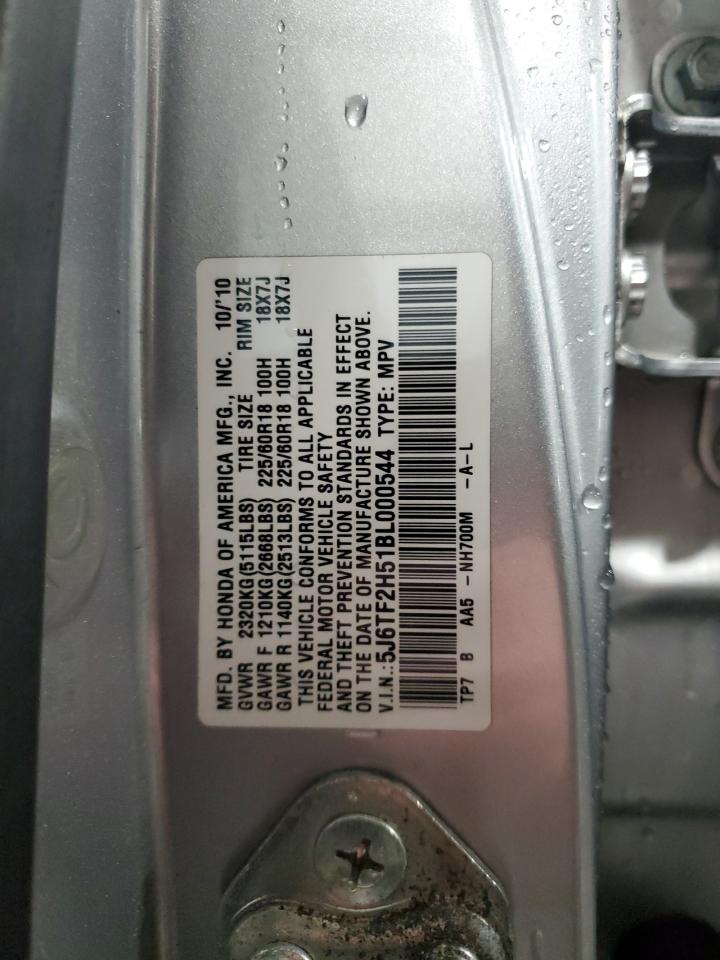 MFD. BY HONDA OF AMERICA MFG., INC. 10/'10
GVWR 2320KG(5115LBS) TIRE SIZE RIM SIZE
GAWR F 1210KG(2668LBS) 225/60R18 100H 18X7J
GAWR R 1140KG(2513LBS) 225/60R18 100H 18X7J
THIS VEHICLE CONFORMS TO ALL APPLICABLE
FEDERAL MOTOR VEHICLE SAFETY
AND THEFT PREVENTION STANDARDS IN EFFECT
ON THE DATE OF MANUFACTURE SHOWN ABOVE.
V.I.N.: 5J6TF2H51BL000544 TYPE: MPV
TP7 B AA5 -NH700M -A-L